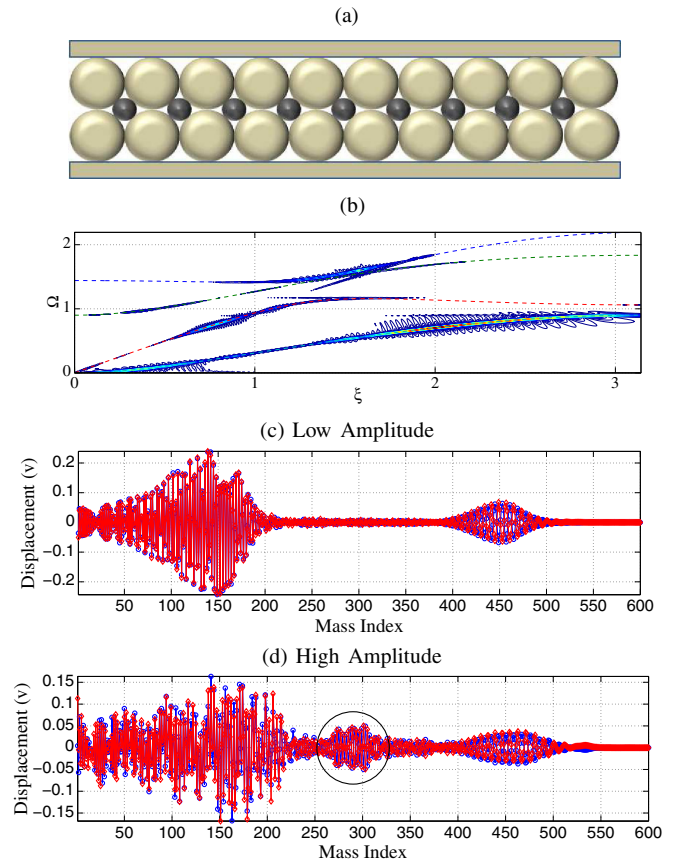 (a)
(b)
2
1
0
Ω
0 1 2 3
ξ
(c) Low Amplitude
0.2
0.1
0
−0.1
−0.2
Displacement (v)
50 100 150 200 250 300 350 400 450 500 550 600
Mass Index
(d) High Amplitude
0.15
0.1
0.05
0
−0.05
−0.1
−0.15
Displacement (v)
50 100 150 200 250 300 350 400 450 500 550 600
Mass Index